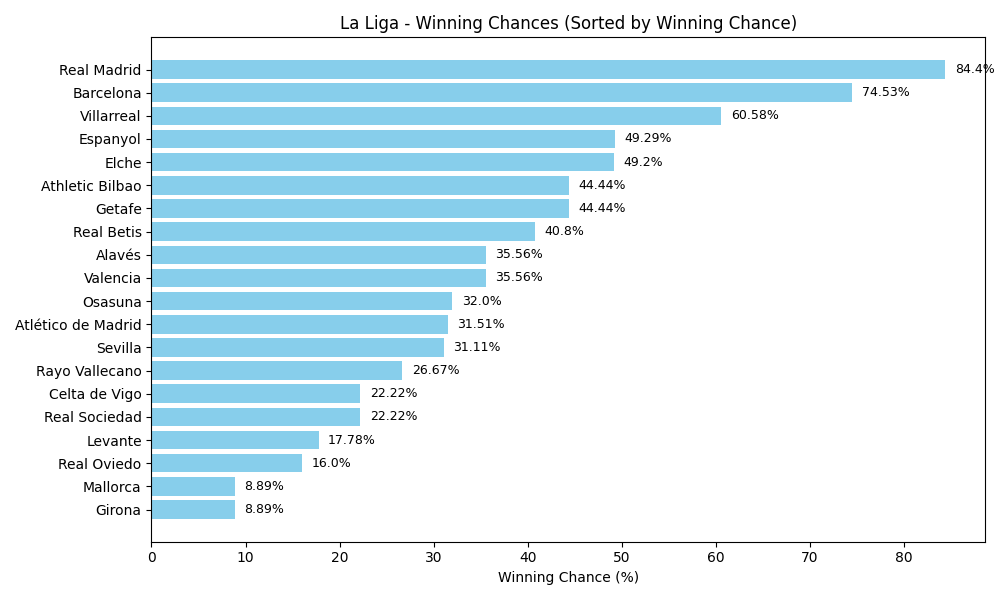 La Liga - Winning Chances (Sorted by Winning Chance)
Real Madrid 84.4%
Barcelona 74.53%
Villarreal 60.58%
Espanyol 49.29%
Elche 49.2%
Athletic Bilbao 44.44%
Getafe 44.44%
Real Betis 40.8%
Alavés 35.56%
Valencia 35.56%
Osasuna 32.0%
Atlético de Madrid 31.51%
Sevilla 31.11%
Rayo Vallecano 26.67%
Celta de Vigo 22.22%
Real Sociedad 22.22%
Levante 17.78%
Real Oviedo 16.0%
Mallorca 8.89%
Girona 8.89%
0 10 20 30 40 50 60 70 80
Winning Chance (%)